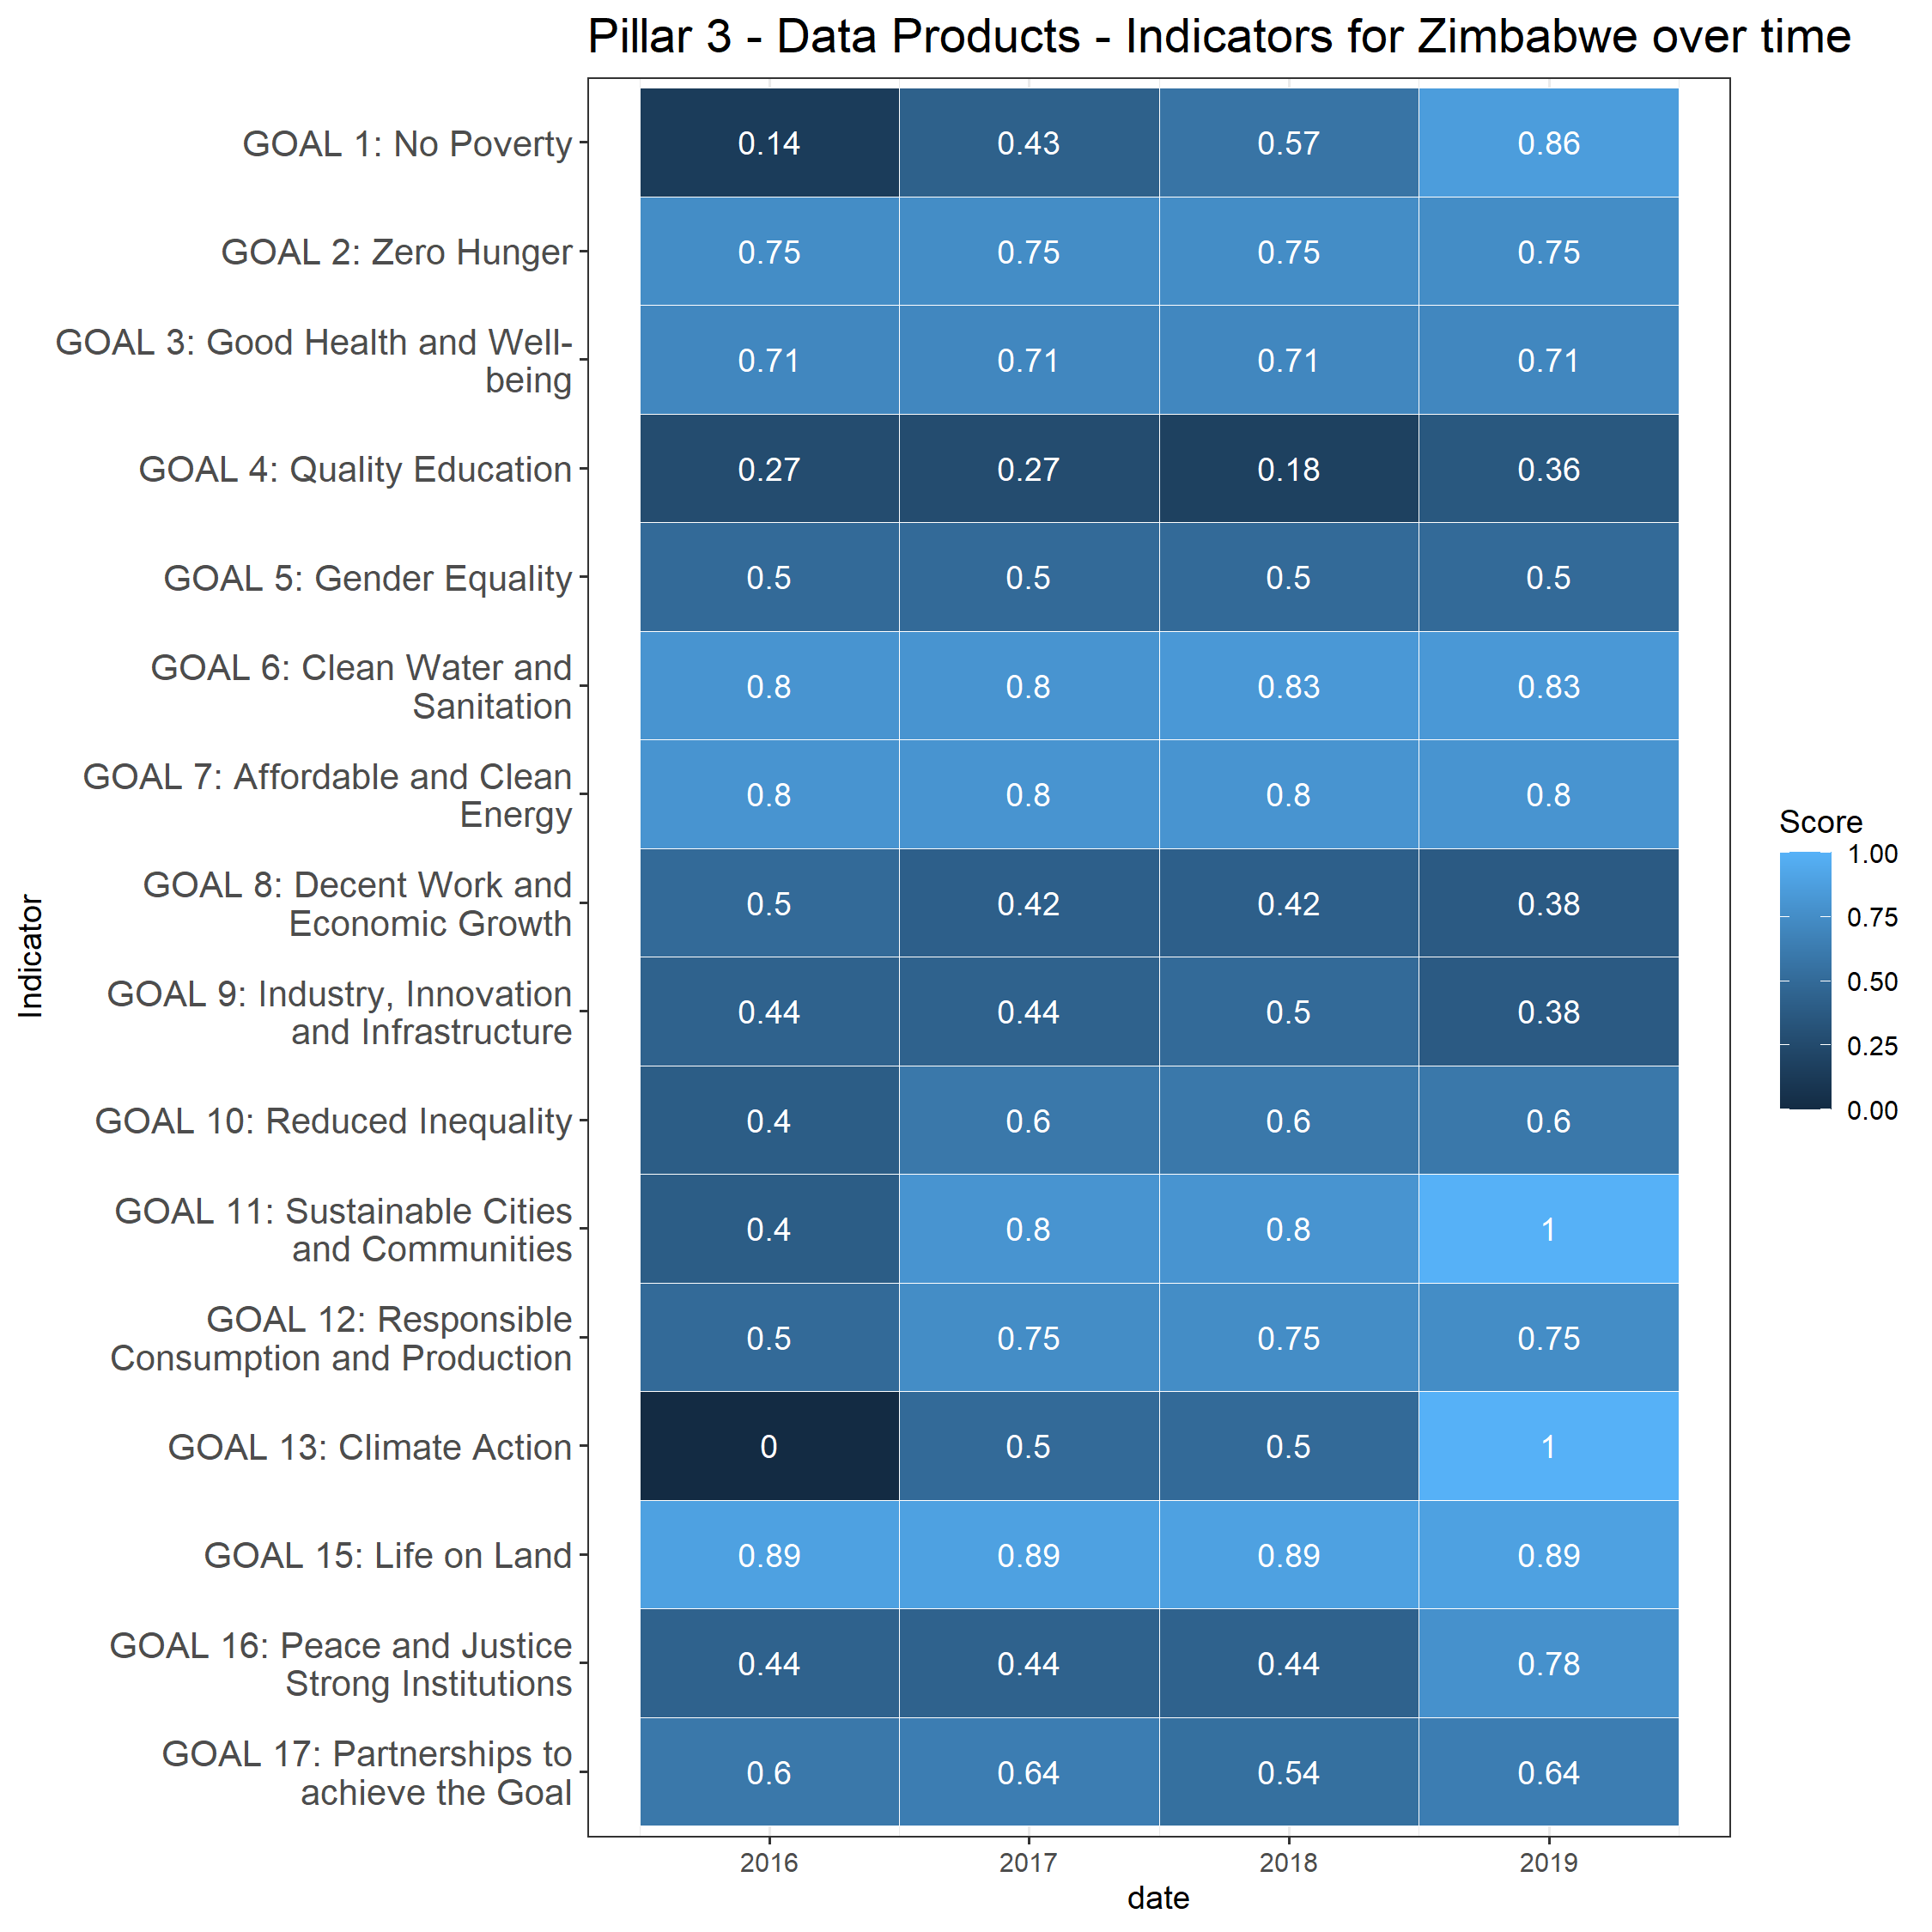 Pillar 3 - Data Products - Indicators for Zimbabwe over time
GOAL 1: No Poverty
0.14
0.43
0.57
0.86
GOAL 2: Zero Hunger
0.75
0.75
0.75
0.75
GOAL 3: Good Health and Well-
being
0.71
0.71
0.71
0.71
GOAL 4: Quality Education
0.27
0.27
0.18
0.36
GOAL 5: Gender Equality
0.5
0.5
0.5
0.5
GOAL 6: Clean Water and
Sanitation
0.8
0.8
0.83
0.83
GOAL 7: Affordable and Clean
Energy
0.8
0.8
0.8
0.8
GOAL 8: Decent Work and
Economic Growth
0.5
0.42
0.42
0.38
GOAL 9: Industry, Innovation
and Infrastructure
0.44
0.44
0.5
0.38
GOAL 10: Reduced Inequality
0.4
0.6
0.6
0.6
GOAL 11: Sustainable Cities
and Communities
0.4
0.8
0.8
1
GOAL 12: Responsible
Consumption and Production
0.5
0.75
0.75
0.75
GOAL 13: Climate Action
0
0.5
0.5
1
GOAL 15: Life on Land
0.89
0.89
0.89
0.89
GOAL 16: Peace and Justice
Strong Institutions
0.44
0.44
0.44
0.78
GOAL 17: Partnerships to
achieve the Goal
0.6
0.64
0.54
0.64
2016
2017
2018
2019
date
Indicator
Score
1.00
0.75
0.50
0.25
0.00